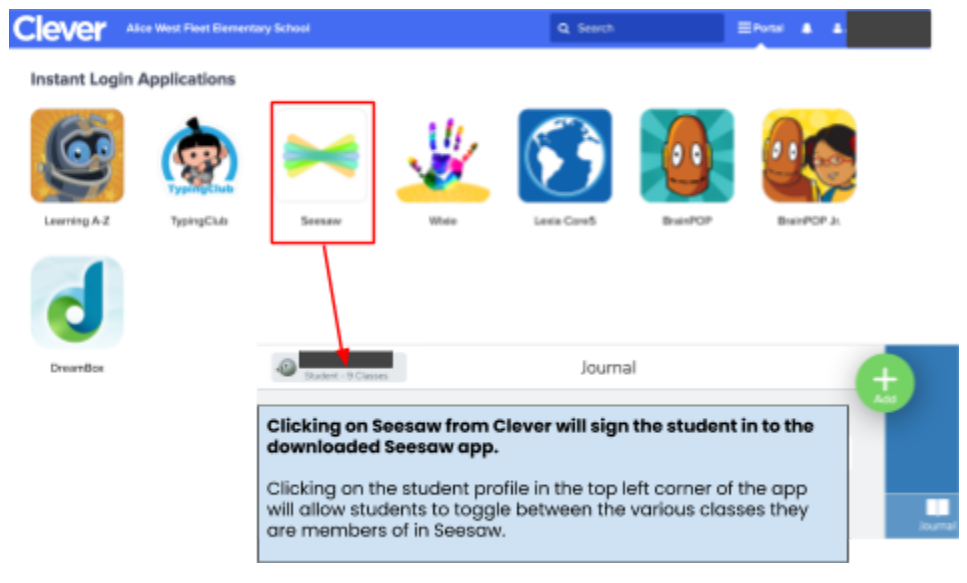 Clever Alice West Fleet Elementary School Search Portal
Instant Login Applications
TypingClub
Learning A-Z TypingClub Seesaw Wixie Lexia Core5 BrainPOP BrainPOP Jr.
DreamBox
Student - 9 Classes
Journal
Add
Clicking on Seesaw from Clever will sign the student in to the
downloaded Seesaw app.
Clicking on the student profile in the top left corner of the app
will allow students to toggle between the various classes they
are members of in Seesaw.
Journal